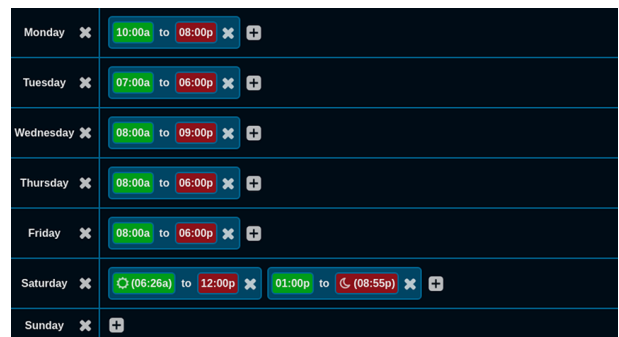 Monday 10:00a to 08:00p
Tuesday 07:00a to 06:00p
Wednesday 08:00a to 09:00p
Thursday 08:00a to 06:00p
Friday 08:00a to 06:00p
Saturday (06:26a) to 12:00p 01:00p to (08:55p)
Sunday